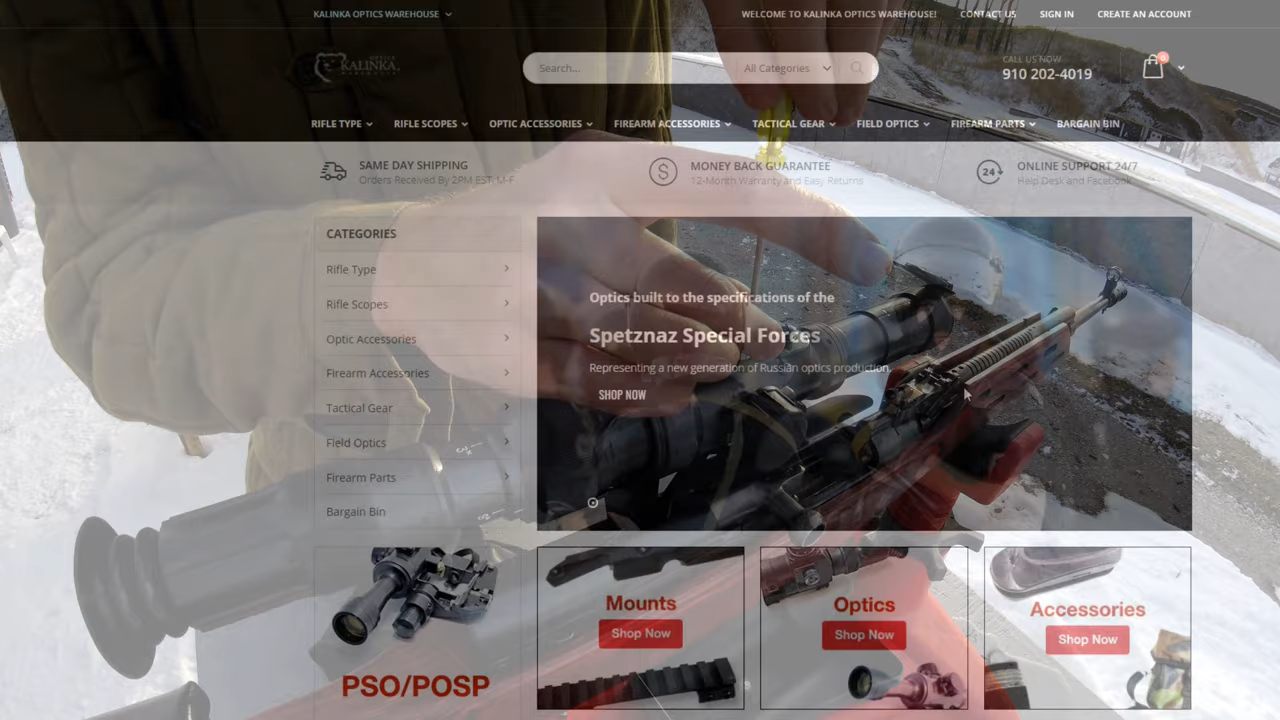 KALINKA OPTICS WAREHOUSE
WELCOME TO KALINKA OPTICS WAREHOUSE!
CONTACT US
SIGN IN
CREATE AN ACCOUNT
KALINKA
Search...
All Categories
CALL US NOW
910 202-4019
0
RIFLE TYPE
RIFLE SCOPES
OPTIC ACCESSORIES
FIREARM ACCESSORIES
TACTICAL GEAR
FIELD OPTICS
FIREARM PARTS
BARGAIN BIN
SAME DAY SHIPPING
Orders Received By 2PM EST, M-F
$
MONEY BACK GUARANTEE
12-Month Warranty and Easy Returns
24
ONLINE SUPPORT 24/7
Help Desk and Facebook
CATEGORIES
Rifle Type
Rifle Scopes
Optic Accessories
Firearm Accessories
Tactical Gear
Field Optics
Firearm Parts
Bargain Bin
Optics built to the specifications of the
Spetznaz Special Forces
Representing a new generation of Russian optics production.
SHOP NOW
PSO/POSP
Mounts
Shop Now
Optics
Shop Now
Accessories
Shop Now